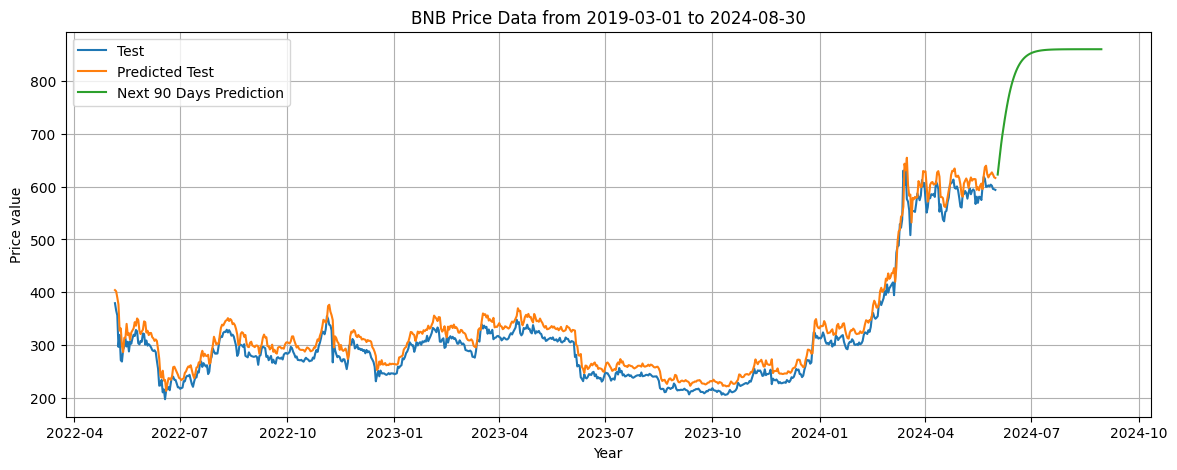 BNB Price Data from 2019-03-01 to 2024-08-30
Test
Predicted Test
Next 90 Days Prediction
Price value
800
700
600
500
400
300
200
2022-04 2022-07 2022-10 2023-01 2023-04 2023-07 2023-10 2024-01 2024-04 2024-07 2024-10
Year